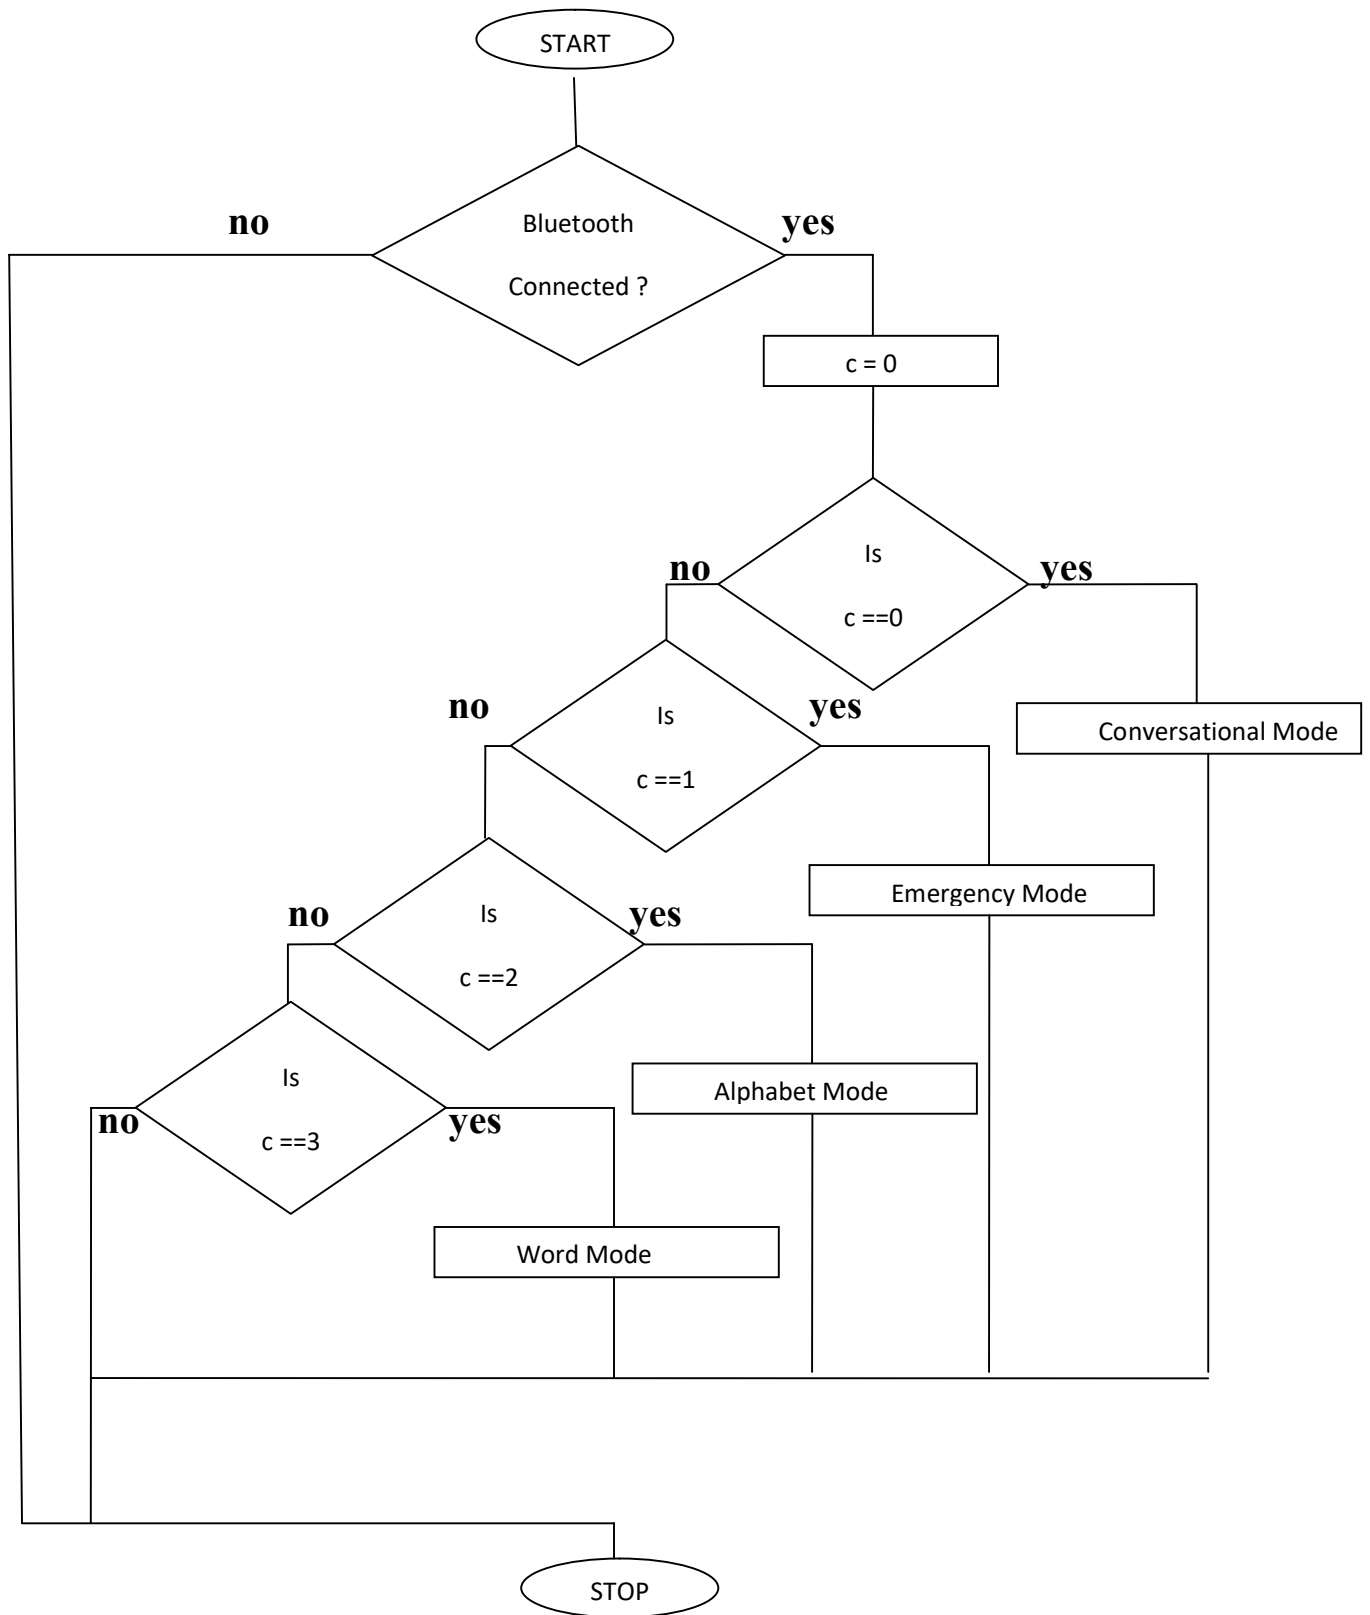 START
Bluetooth
Connected ?
no
yes
c = 0
Is
c ==0
no
yes
Is
c ==1
no
yes
Conversational Mode
Is
c ==2
no
yes
Emergency Mode
Is
c ==3
no
yes
Alphabet Mode
Word Mode
STOP